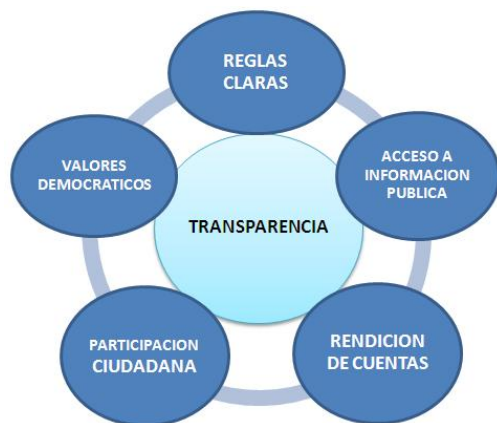 REGLAS
CLARAS
ACCESO A
INFORMACION
PUBLICA
RENDICION
DE CUENTAS
PARTICIPACION
CIUDADANA
VALORES
DEMOCRATICOS
TRANSPARENCIA